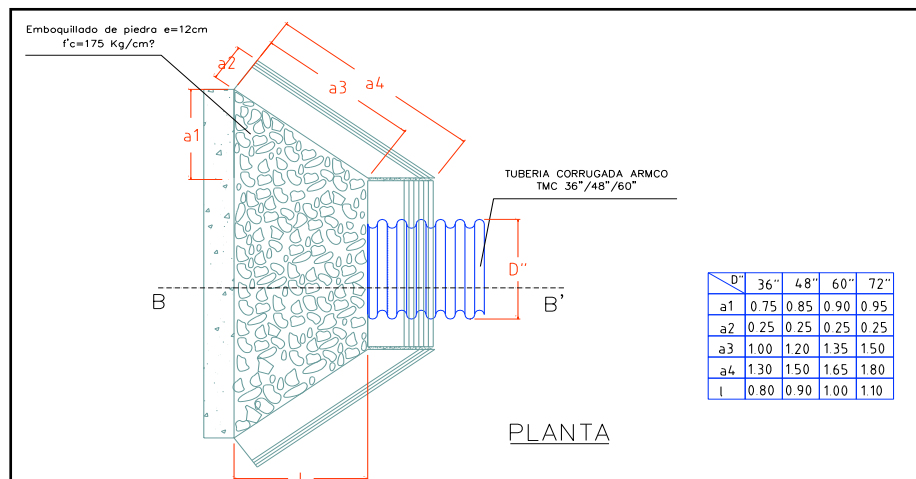 Emboquillado de piedra e=12cm
f'c=175 Kg/cm?
a2
a3
a4
a1
TUBERIA CORRUGADA ARMCO
TMC 36"/48"/60"
D"
B
B'
PLANTA
D" 36" 48" 60" 72"
a1 0.75 0.85 0.90 0.95
a2 0.25 0.25 0.25 0.25
a3 1.00 1.20 1.35 1.50
a4 1.30 1.50 1.65 1.80
l 0.80 0.90 1.00 1.10